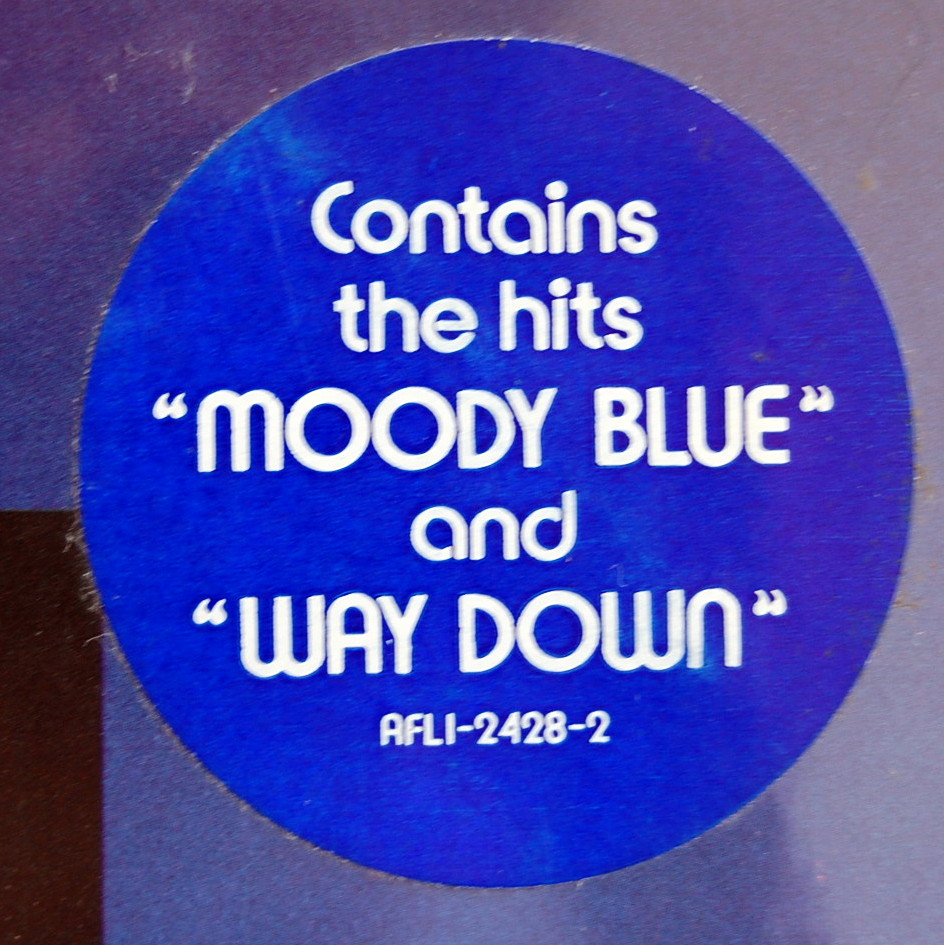 Contains
the hits
“MOODY BLUE”
and
“WAY DOWN”
AFL1-2428-2